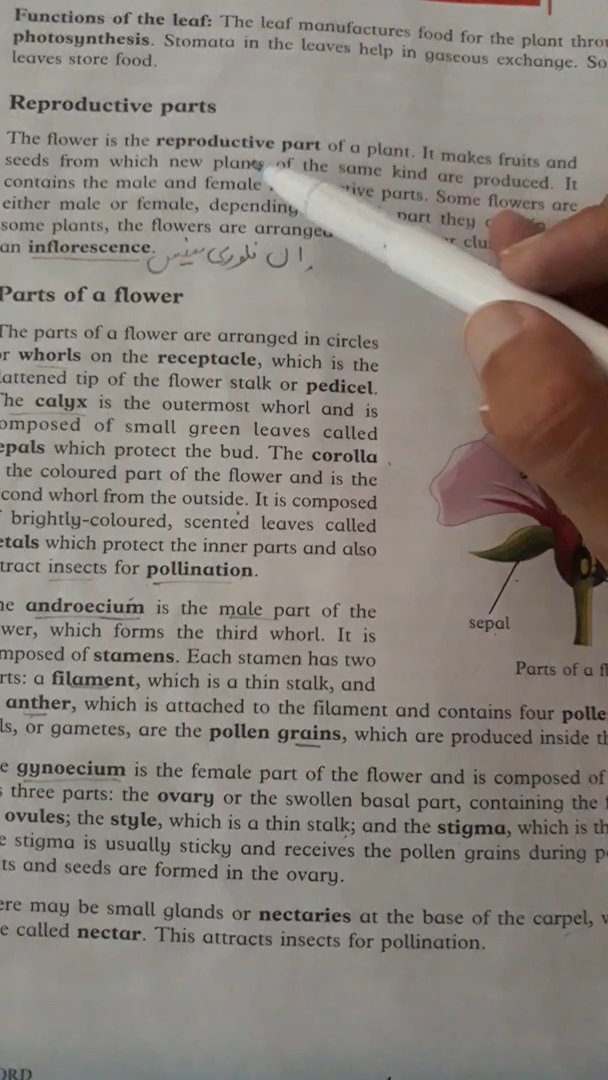 Functions of the leaf: The leaf manufactures food for the plant
photosynthesis. Stomata in the leaves help in gaseous exchange. So
leaves store food.
Reproductive parts
The flower is the reproductive part of a plant. It makes fruits and
seeds from which new plants of the same kind are produced. It
contains the male and female tive parts. Some flowers are
either male or female, depending part they
some plants, the flowers are arranged r clu
an inflorescence.
ان فلوری سینس
Parts of a flower
The parts of a flower are arranged in circles
or whorls on the receptacle, which is the
lattened tip of the flower stalk or pedicel.
The calyx is the outermost whorl and is
omposed of small green leaves called
epals which protect the bud. The corolla
the coloured part of the flower and is the
cond whorl from the outside. It is composed
brightly-coloured, scented leaves called
etals which protect the inner parts and also
tract insects for pollination.
sepal
Parts of a fl
he androecium is the male part of the
wer, which forms the third whorl. It is
mposed of stamens. Each stamen has two
rts: a filament, which is a thin stalk, and
anther, which is attached to the filament and contains four polle
ls, or gametes, are the pollen grains, which are produced inside th
e gynoecium is the female part of the flower and is composed of
s three parts: the ovary or the swollen basal part, containing the
ovules; the style, which is a thin stalk; and the stigma, which is th
e stigma is usually sticky and receives the pollen grains during p
ts and seeds are formed in the ovary.
ere may be small glands or nectaries at the base of the carpel,
e called nectar. This attracts insects for pollination.
ORD